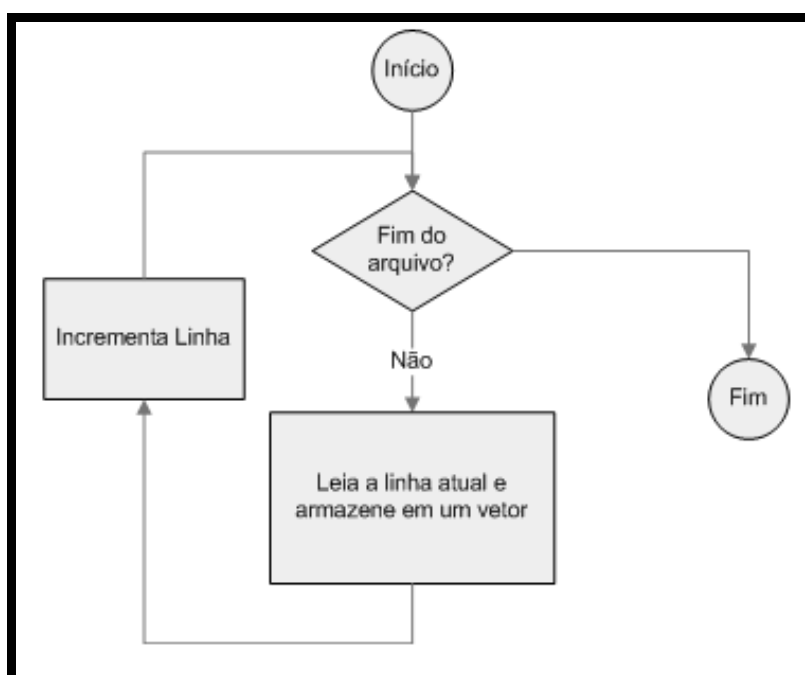 Início
Fim do
arquivo?
Incrementa Linha
Não
Fim
Leia a linha atual e
armazene em um vetor